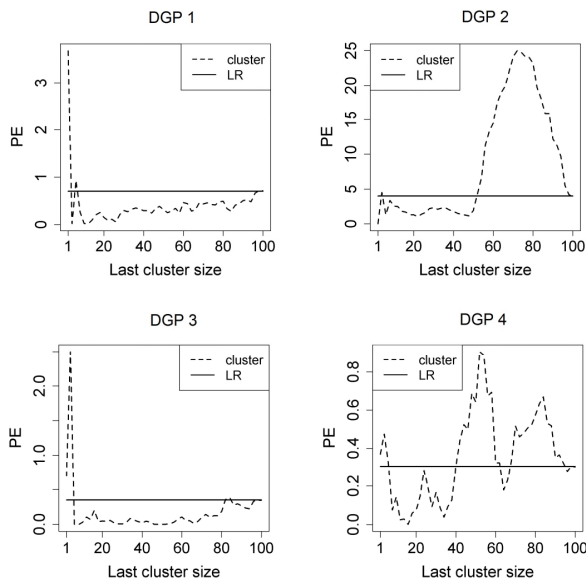 DGP 1
PE
0 1 2 3
cluster
LR
1 20 40 60 80 100
Last cluster size
DGP 2
PE
0 5 10 15 20 25
cluster
LR
1 20 40 60 80 100
Last cluster size
DGP 3
PE
0.0 1.0 2.0
cluster
LR
1 20 40 60 80 100
Last cluster size
DGP 4
PE
0.0 0.2 0.4 0.6 0.8
cluster
LR
1 20 40 60 80 100
Last cluster size